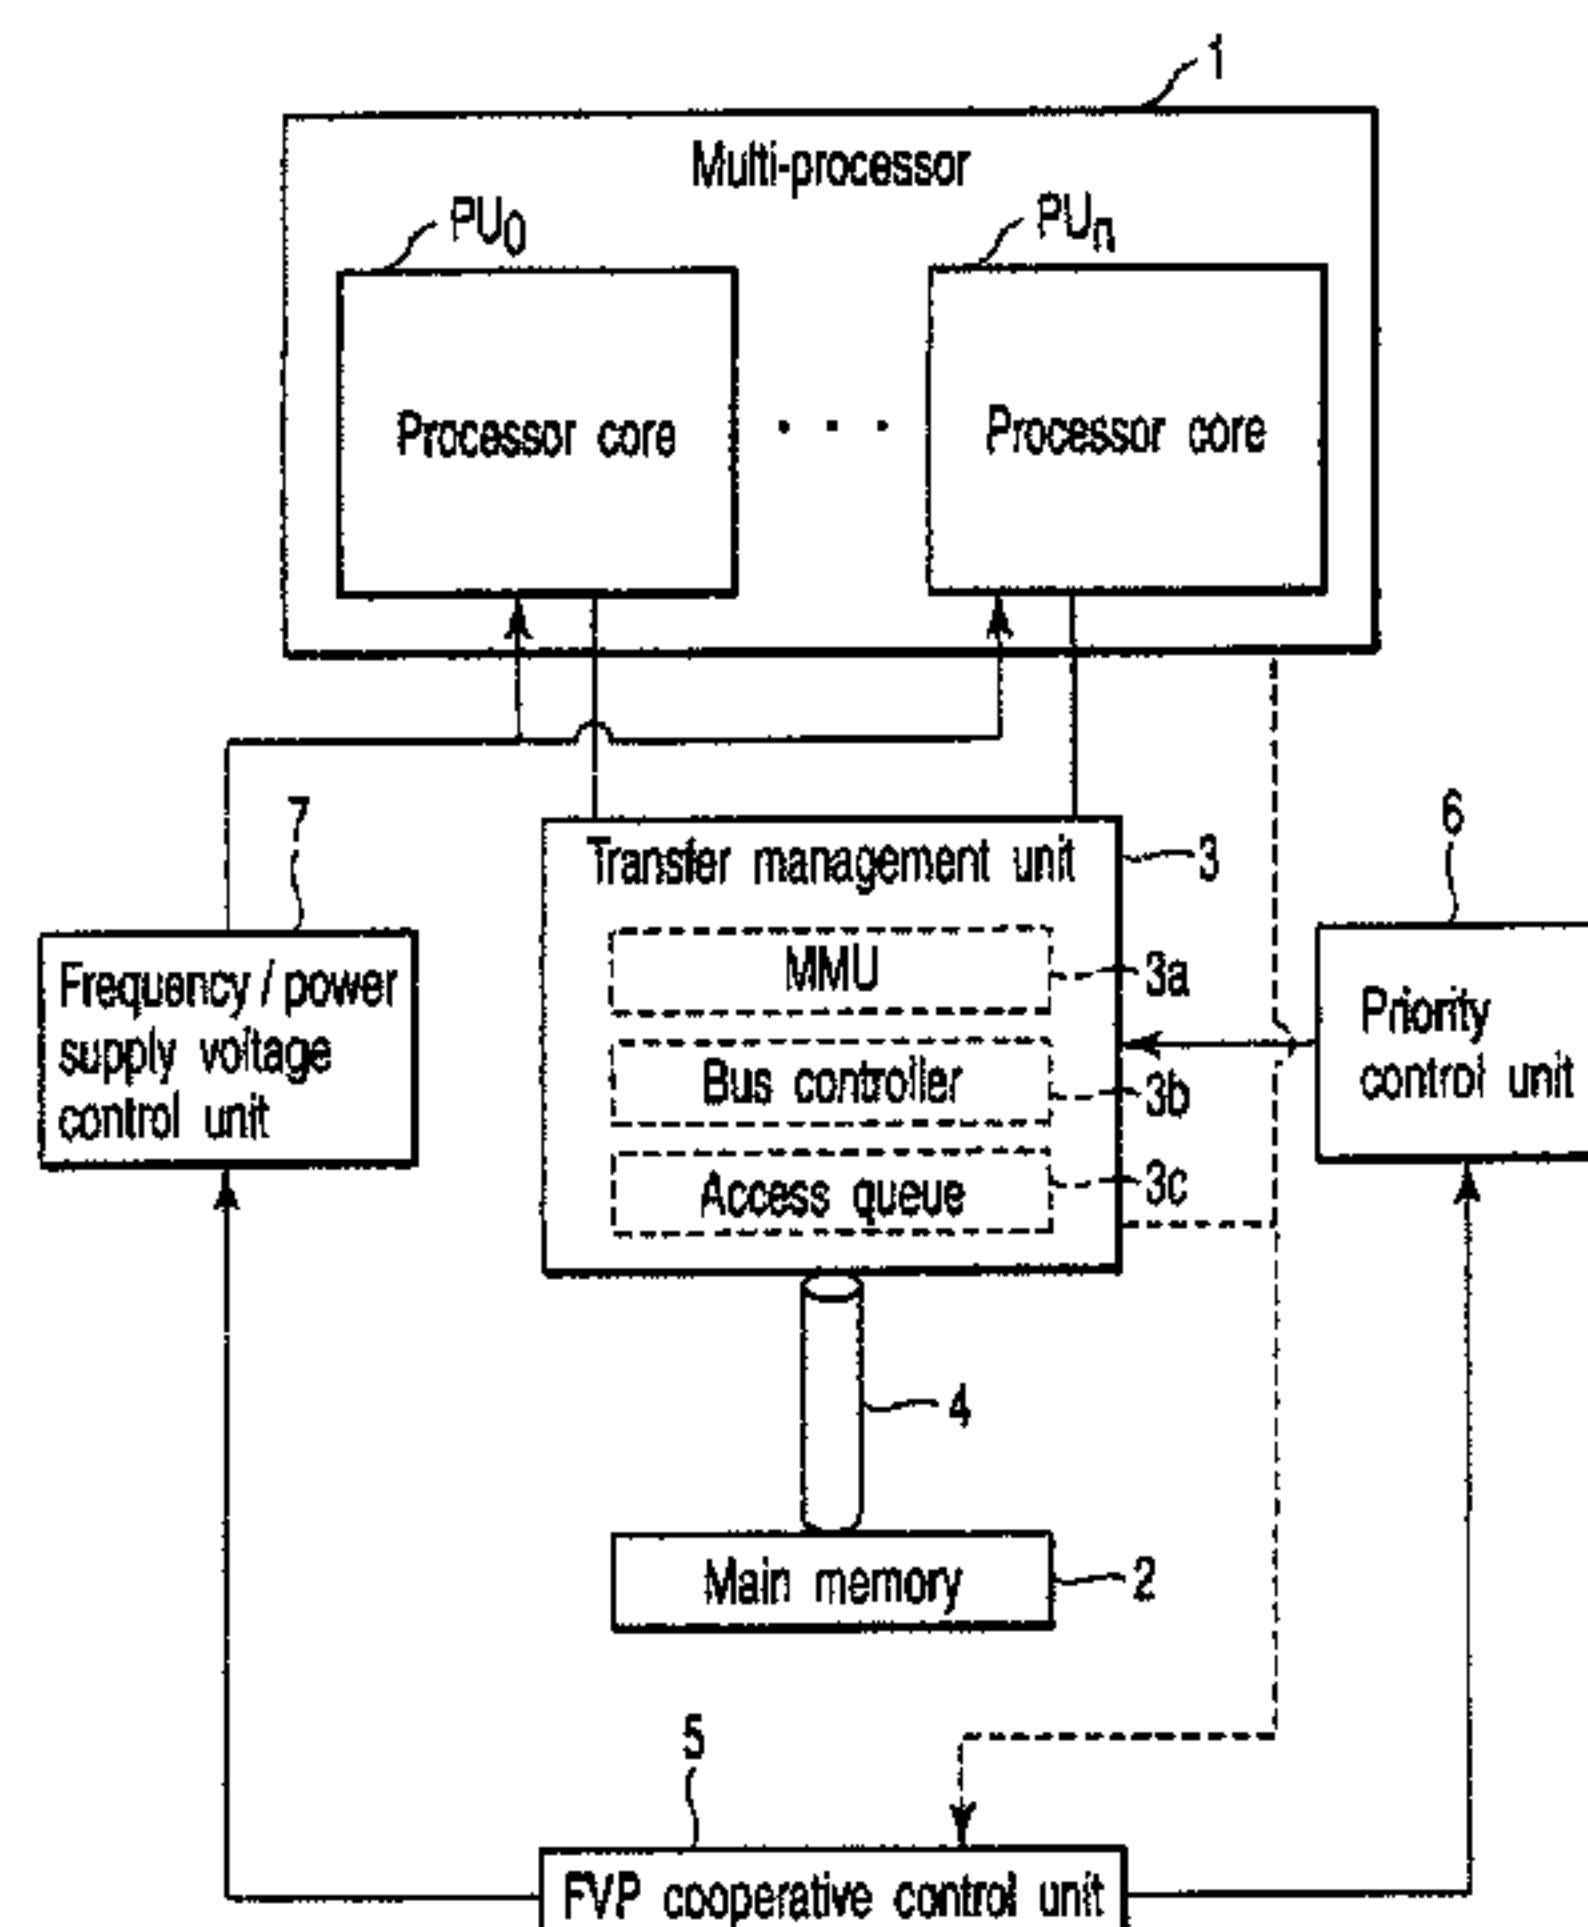 1
Multi-processor
PU0
PUn
Processor core
Processor core
7
Transfer management unit
3
6
MMU
3a
Frequency / power
supply voltage
control unit
Priority
control unit
Bus controller
3b
Access queue
3c
4
Main memory
2
5
FVP cooperative control unit